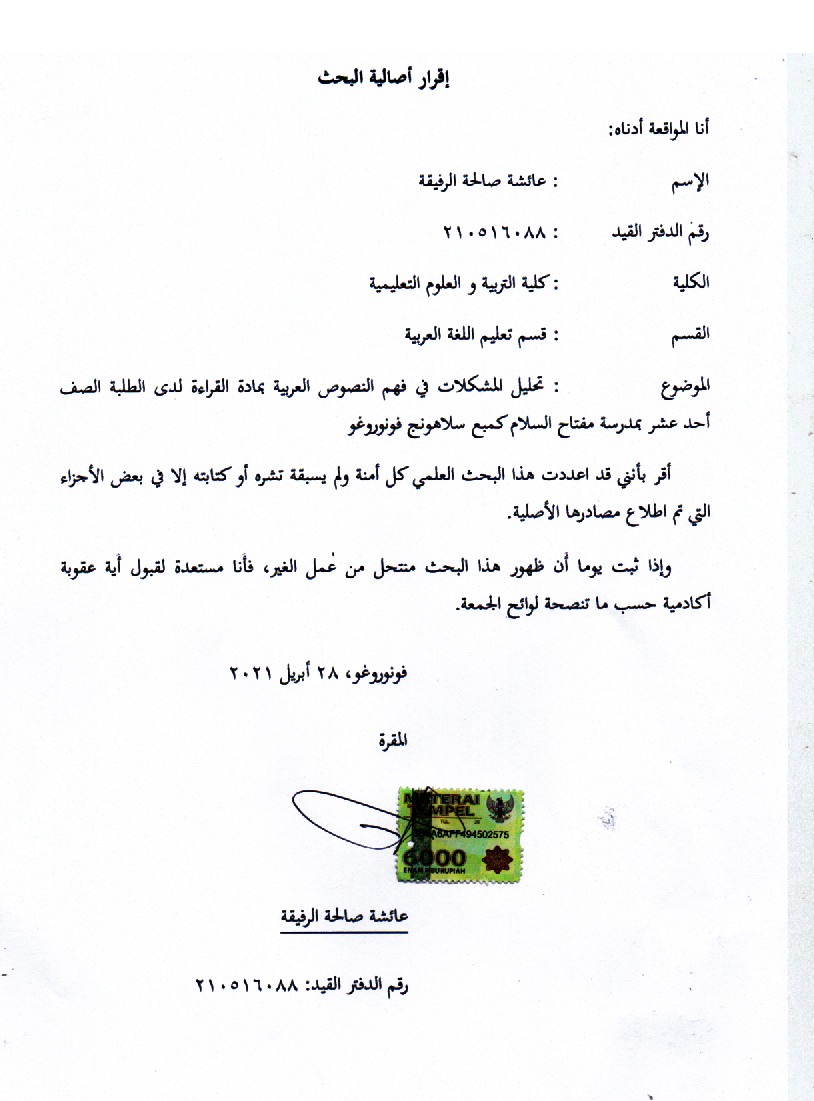 إقرار أصالية البحث
أنا المواقعة أدناه:
الإسم : عائشة صالحة الرفيقة
رقم الدفتر القيد : ٢١٠٥١٦٠٨٨
الكلية : كلية التربية و العلوم التعليمية
القسم : قسم تعليم اللغة العربية
الموضوع : تحليل المشكلات في فهم النصوص العربية بمادة القراءة لدى الطلبة الصف
أحد عشر بمدرسة مفتاح السلام كمبع سلاهونج فونوروغو
أقر بأنني قد اعددت هذا البحث العلمي كل أمنة ولم يسبقة تشره أو كتابته إلا في بعض الأجزاء
التي تم اطلاع مصادرها الأصلية.
وإذا ثبت يوما أن ظهور هذا البحث منتحل من عمل الغير، فأنا مستعدة لقبول أية عقوبة
أكادمية حسب ما تنصحة لوائح الجمعة.
فونوروغو، ٢٨ أبريل ٢٠٢١
المقرة
METERAI
TEMPEL
TGL. 20
6AFF494502575
6000
ENAM RIBU RUPIAH
عائشة صالحة الرفيقة
رقم الدفتر القيد: ٢١٠٥١٦٠٨٨